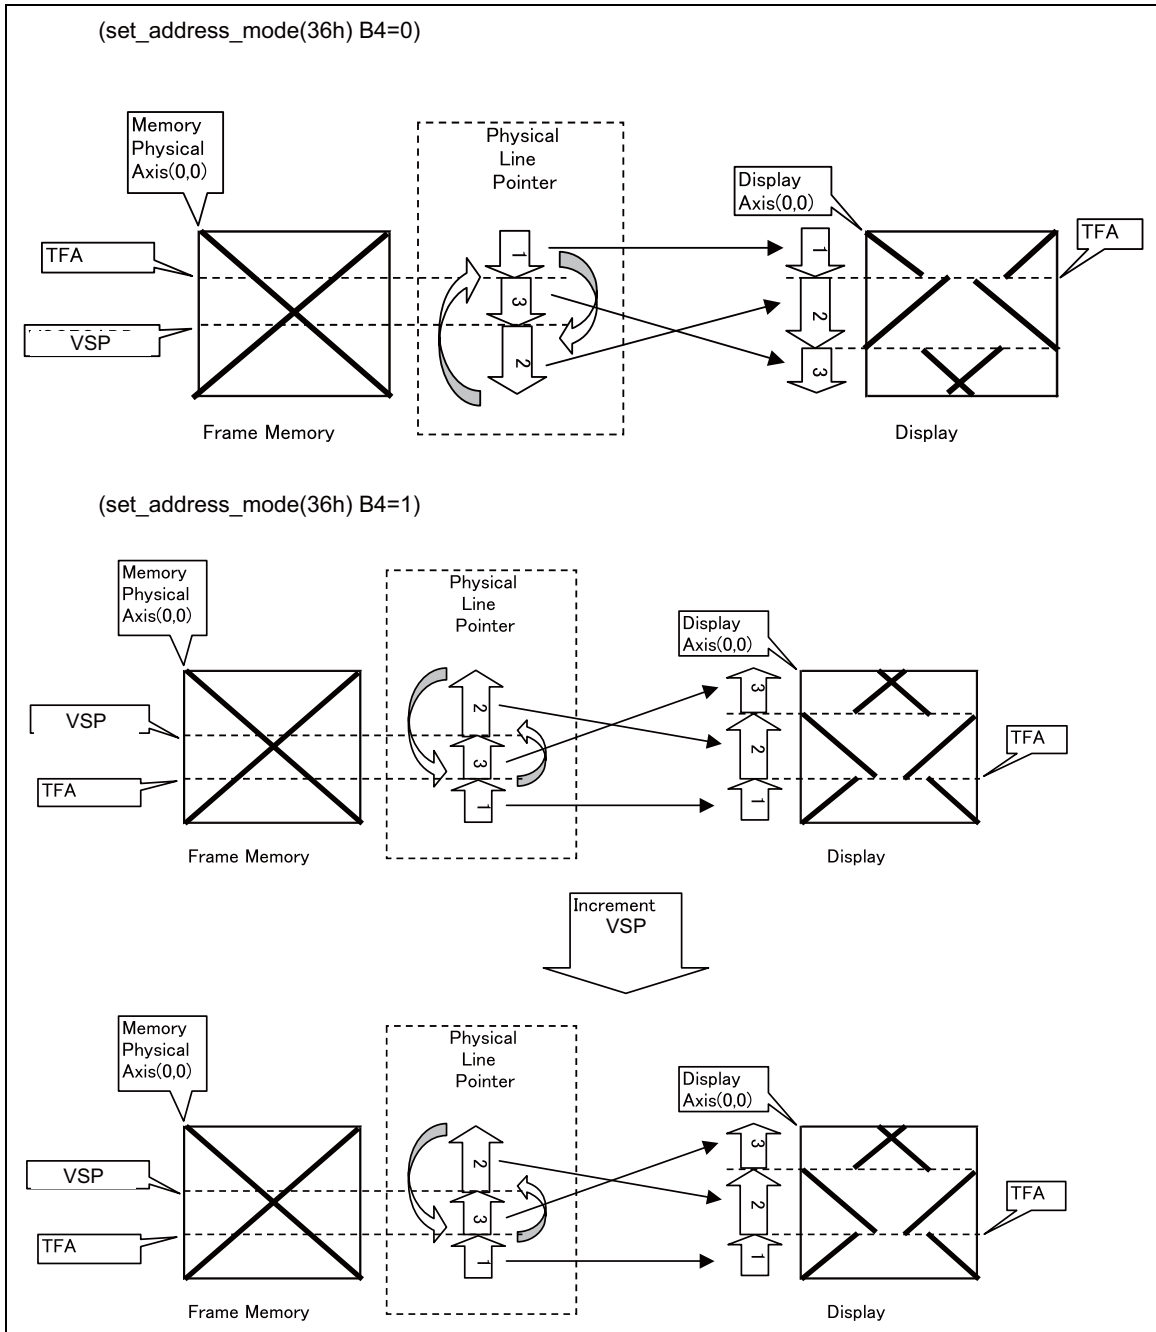 (set_address_mode(36h) B4=0)
Memory
Physical
Axis(0,0)
Physical
Line
Pointer
Display
Axis(0,0)
TFA
TFA
VSP
1
3
2
1
2
3
Frame Memory
Display
(set_address_mode(36h) B4=1)
Memory
Physical
Axis(0,0)
Physical
Line
Pointer
Display
Axis(0,0)
VSP
TFA
TFA
2
3
1
3
2
1
Frame Memory
Display
Increment
VSP
Memory
Physical
Axis(0,0)
Physical
Line
Pointer
Display
Axis(0,0)
VSP
TFA
TFA
2
3
1
3
2
1
Frame Memory
Display